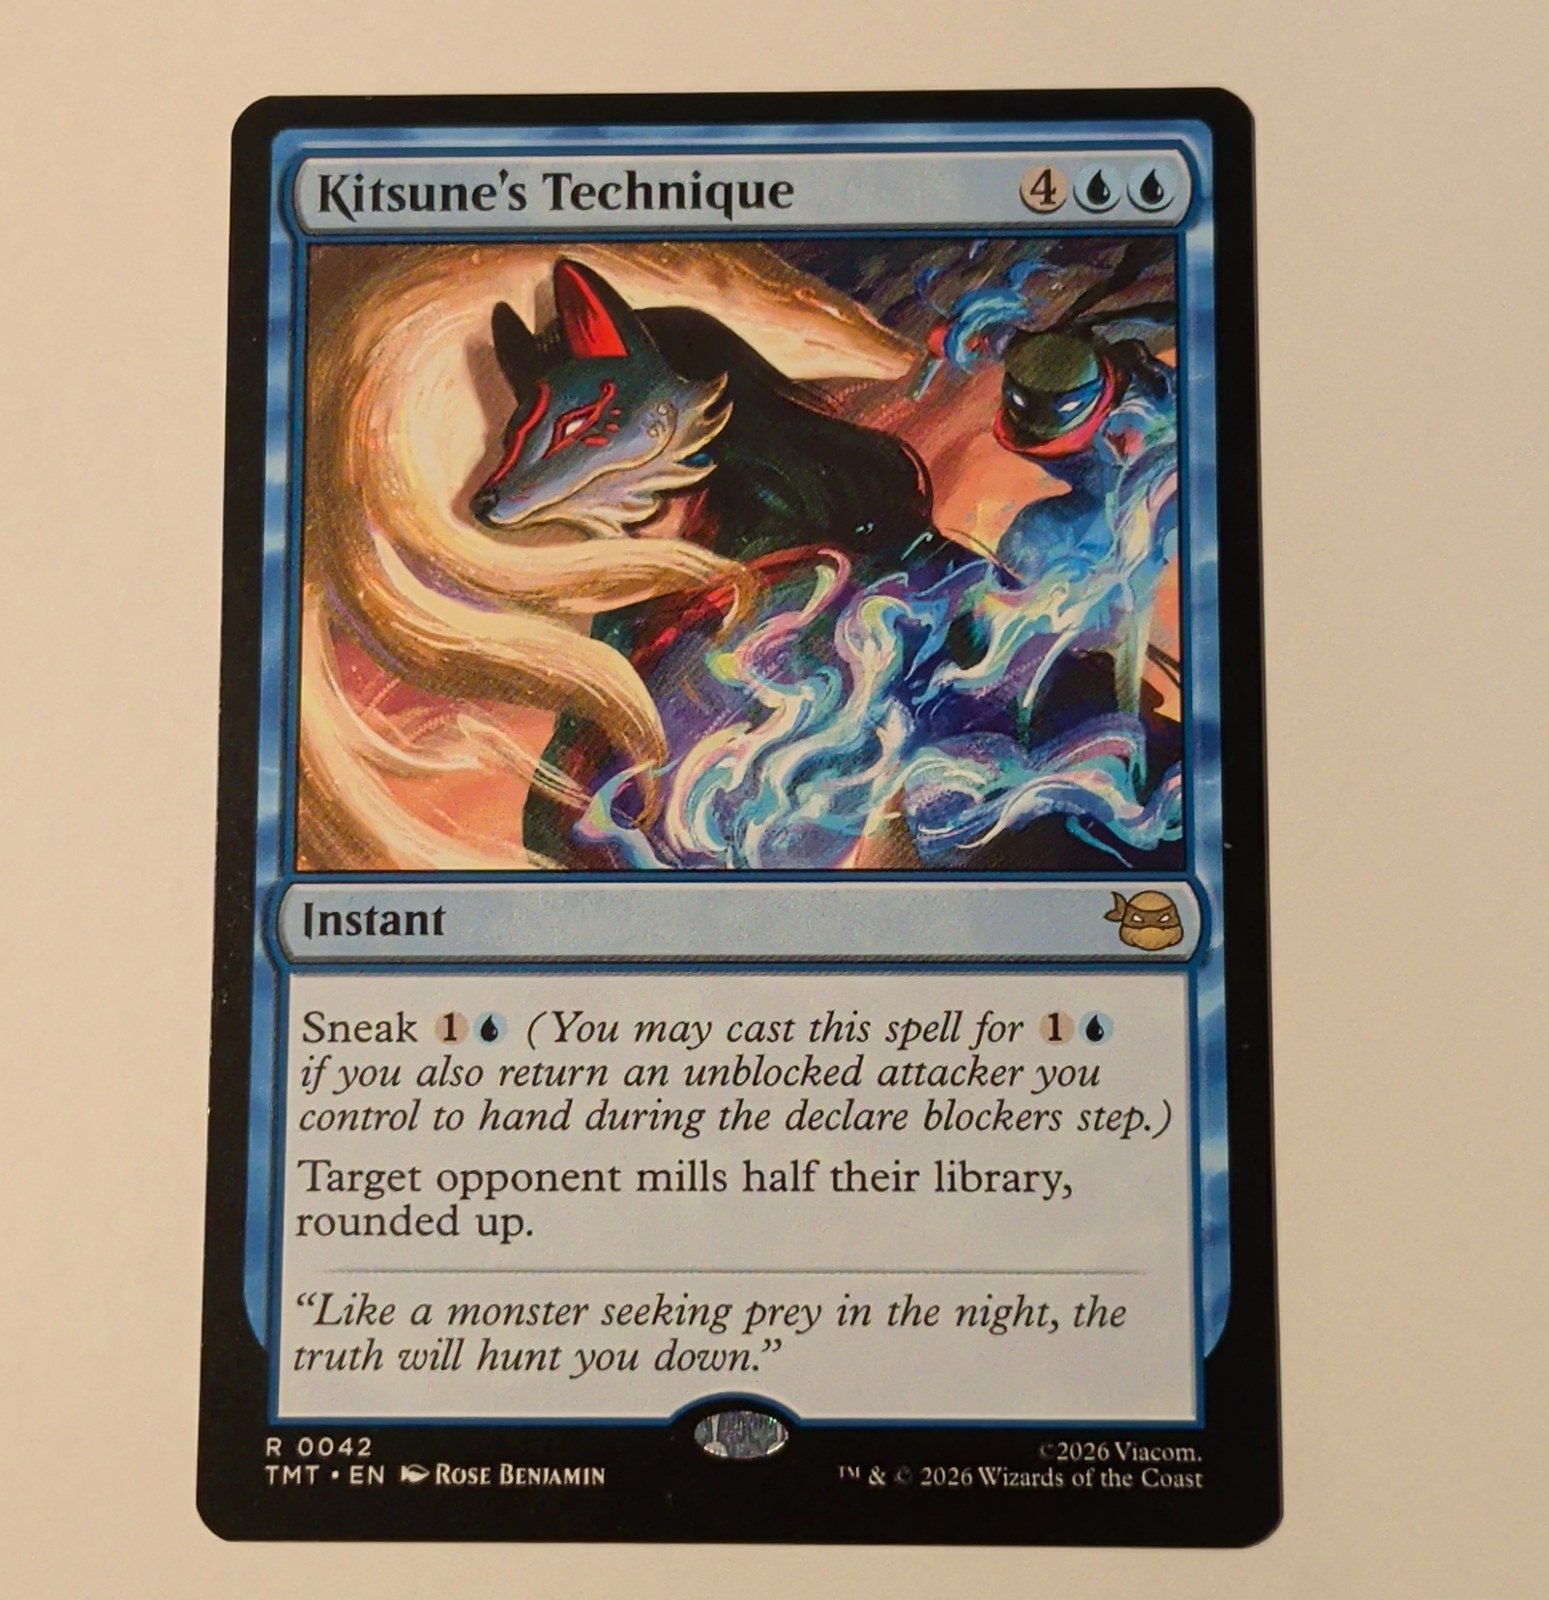 Kitsune's Technique 4
Instant
Sneak 1 (You may cast this spell for 1
if you also return an unblocked attacker you
control to hand during the declare blockers step.)
Target opponent mills half their library,
rounded up.
“Like a monster seeking prey in the night, the
truth will hunt you down.”
R 0042
TMT • EN ROSE BENJAMIN
©2026 Viacom.
™ & © 2026 Wizards of the Coast